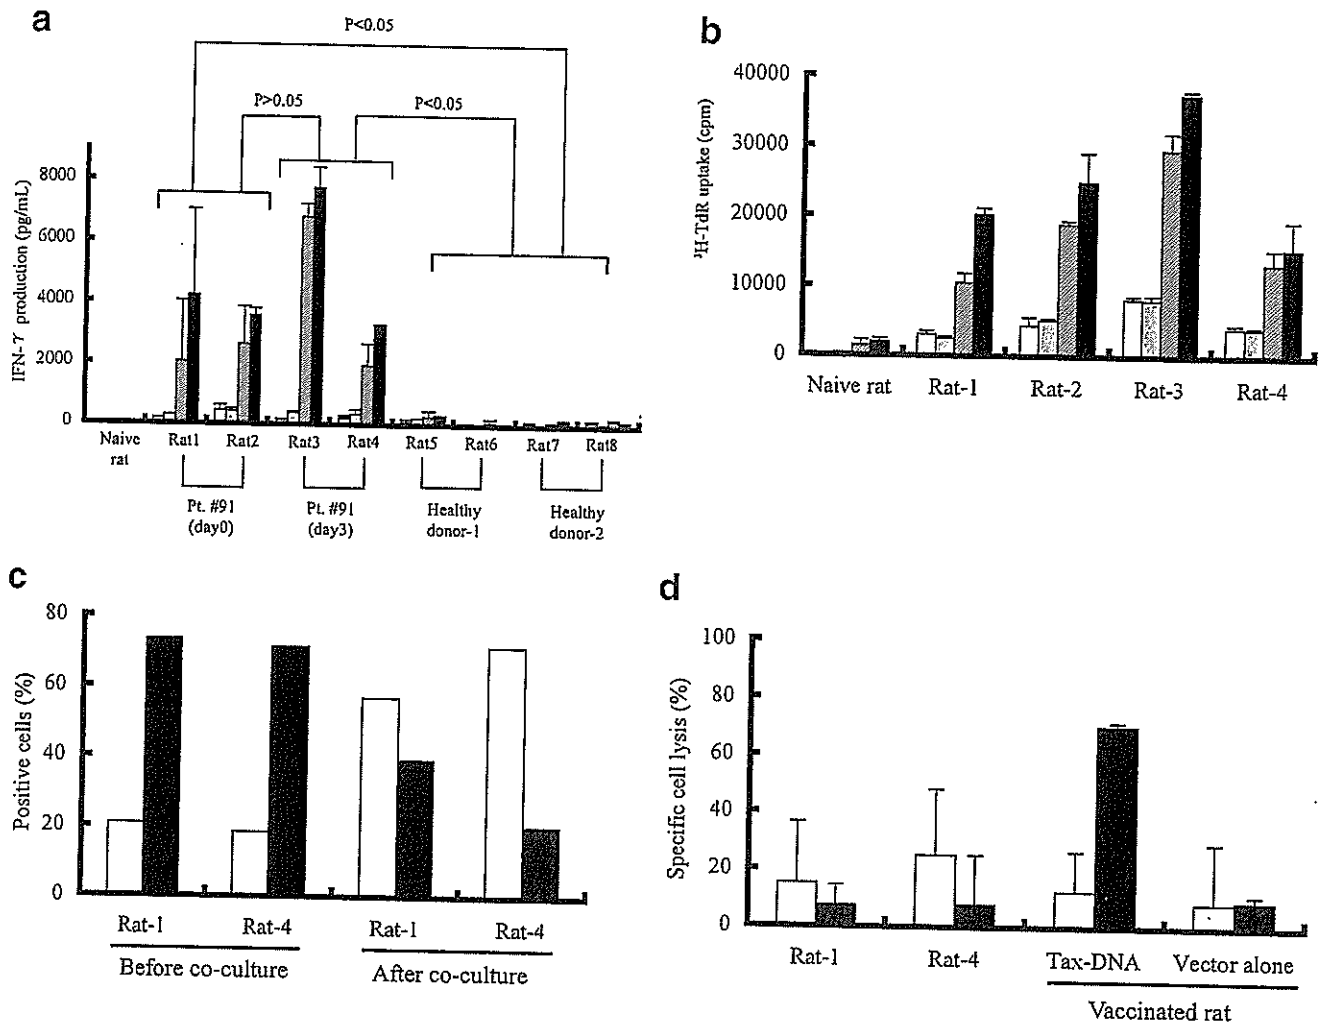 a
P<0.05
P>0.05
P<0.05
IFN-γ production (pg/mL)
8000
6000
4000
2000
0
Naive rat
Rat1
Rat2
Rat3
Rat4
Rat5
Rat6
Rat7
Rat8
Pt. #91
(day0)
Pt. #91
(day3)
Healthy
donor-1
Healthy
donor-2
b
³H-TdR uptake (cpm)
40000
30000
20000
10000
0
Naive rat
Rat-1
Rat-2
Rat-3
Rat-4
c
Positive cells (%)
80
60
40
20
0
Rat-1
Rat-4
Rat-1
Rat-4
Before co-culture
After co-culture
d
Specific cell lysis (%)
100
80
60
40
20
0
Rat-1
Rat-4
Tax-DNA
Vector alone
Vaccinated rat